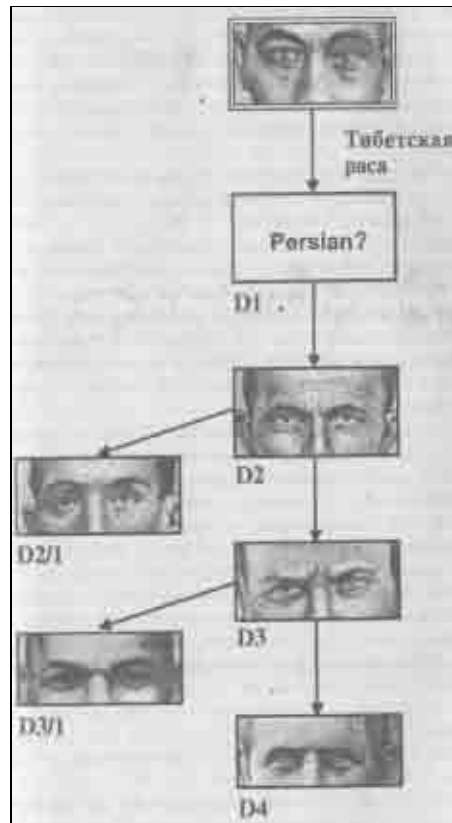 Тибетская
раса
Persian?
D1
D2
D2/1
D3
D3/1
D4